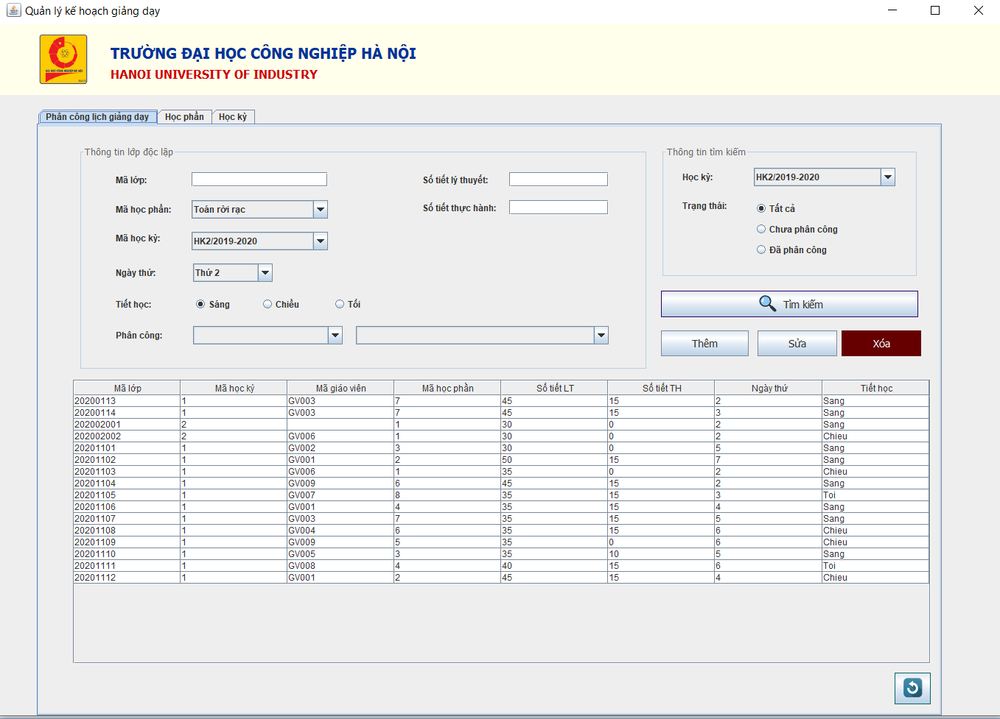 Quản lý kế hoạch giảng dạy
TRƯỜNG ĐẠI HỌC CÔNG NGHIỆP HÀ NỘI
HANOI UNIVERSITY OF INDUSTRY
ĐẠI HỌC CÔNG NGHIỆP HÀ NỘI
Phân công lịch giảng dạy Học phần Học kỳ
Thông tin lớp độc lập
Mã lớp:
Số tiết lý thuyết:
Mã học phần: Toán rời rạc
Số tiết thực hành:
Mã học kỳ: HK2/2019-2020
Ngày thứ: Thứ 2
Tiết học: Sáng Chiều Tối
Phân công:
Thông tin tìm kiếm
Học kỳ: HK2/2019-2020
Trạng thái: Tất cả
Chưa phân công
Đã phân công
Tìm kiếm
Thêm Sửa Xóa
Mã lớp Mã học kỳ Mã giáo viên Mã học phần Số tiết LT Số tiết TH Ngày thứ Tiết học
20200113 1 GV003 7 45 15 2 Sang
20200114 1 GV003 7 45 15 3 Sang
202002001 2 1 30 0 2 Sang
202002002 2 GV006 1 30 0 2 Chieu
20201101 1 GV002 3 30 0 5 Sang
20201102 1 GV001 2 50 15 7 Sang
20201103 1 GV006 1 35 0 2 Chieu
20201104 1 GV009 6 45 15 2 Sang
20201105 1 GV007 8 35 15 3 Toi
20201106 1 GV001 4 35 15 4 Sang
20201107 1 GV003 7 35 15 5 Sang
20201108 1 GV004 6 35 15 6 Chieu
20201109 1 GV009 5 35 0 6 Chieu
20201110 1 GV005 3 35 10 5 Sang
20201111 1 GV008 4 40 15 6 Toi
20201112 1 GV001 2 45 15 4 Chieu